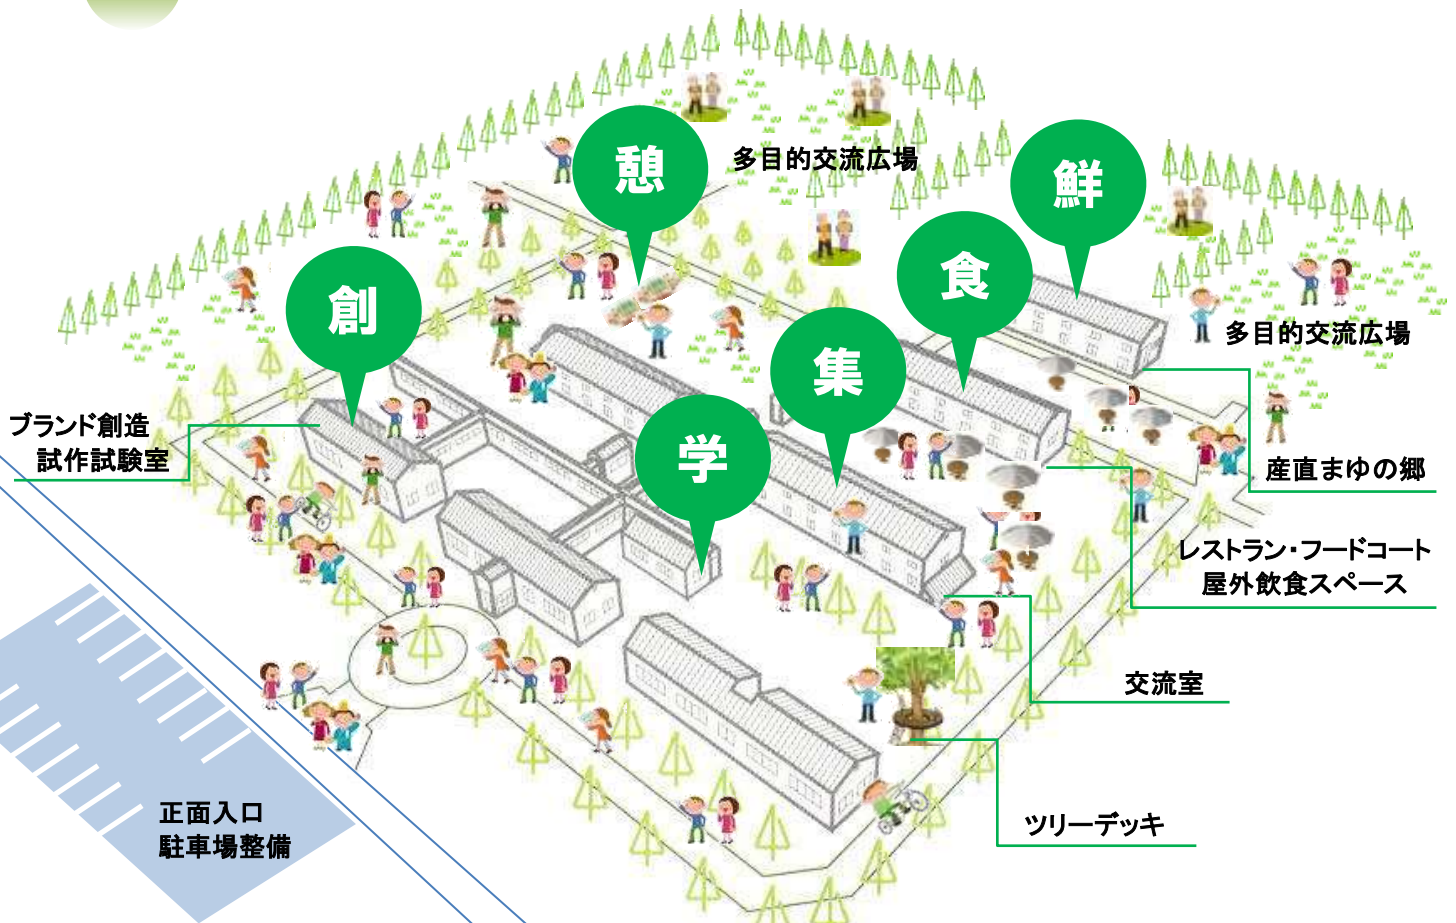 憩
多目的交流広場
鮮
食
創
集
多目的交流広場
学
ブランド創造
試作試験室
産直まゆの郷
レストラン・フードコート
屋外飲食スペース
交流室
ツリーデッキ
正面入口
駐車場整備